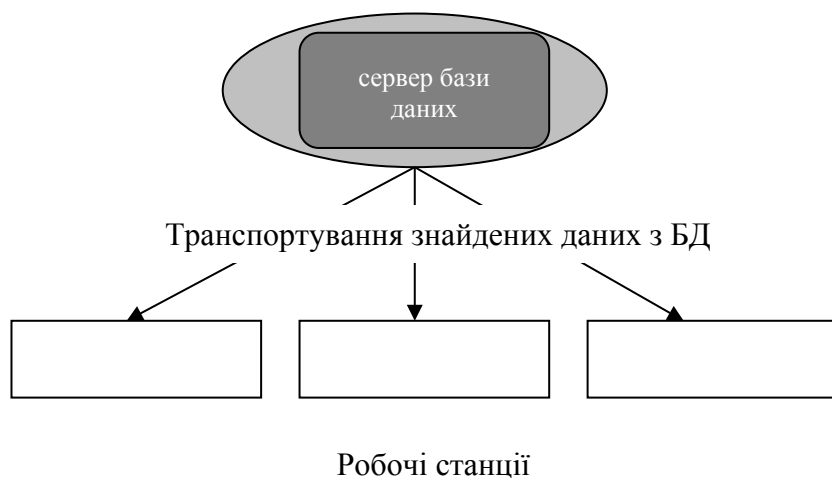 сервер бази
даних
Транспортування знайдених даних з БД
Робочі станції